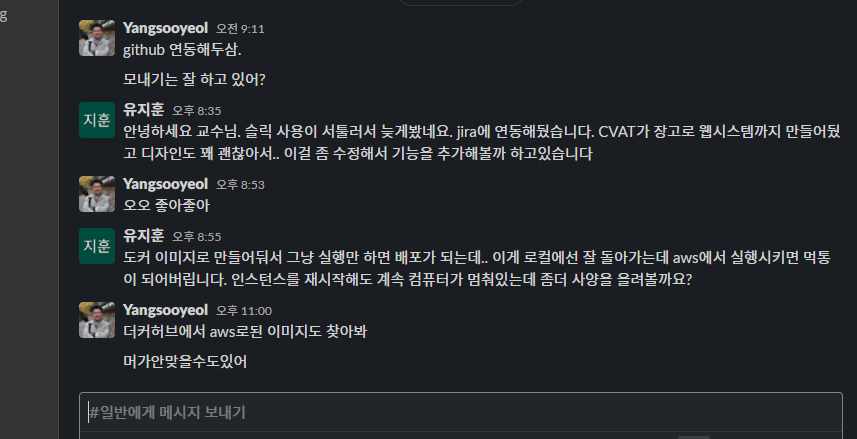 g
Yangsooyeol 오전 9:11
github 연동해두삼.
모내기는 잘 하고 있어?
지훈
유지훈 오후 8:35
안녕하세요 교수님. 슬릭 사용이 서툴러서 늦게봤네요. jira에 연동해뒀습니다. CVAT가 장고로 웹시스템까지 만들어뒀
고 디자인도 꽤 괜찮아서.. 이걸 좀 수정해서 기능을 추가해볼까 하고있습니다
Yangsooyeol 오후 8:53
오오 좋아좋아
지훈
유지훈 오후 8:55
도커 이미지로 만들어둬서 그냥 실행만 하면 배포가 되는데.. 이게 로컬에선 잘 돌아가는데 aws에서 실행시키면 먹통
이 되어버립니다. 인스턴스를 재시작해도 계속 컴퓨터가 멈춰있는데 좀더 사양을 올려볼까요?
Yangsooyeol 오후 11:00
더커허브에서 aws로된 이미지도 찾아봐
머가안맞을수도있어
#일반에게 메시지 보내기